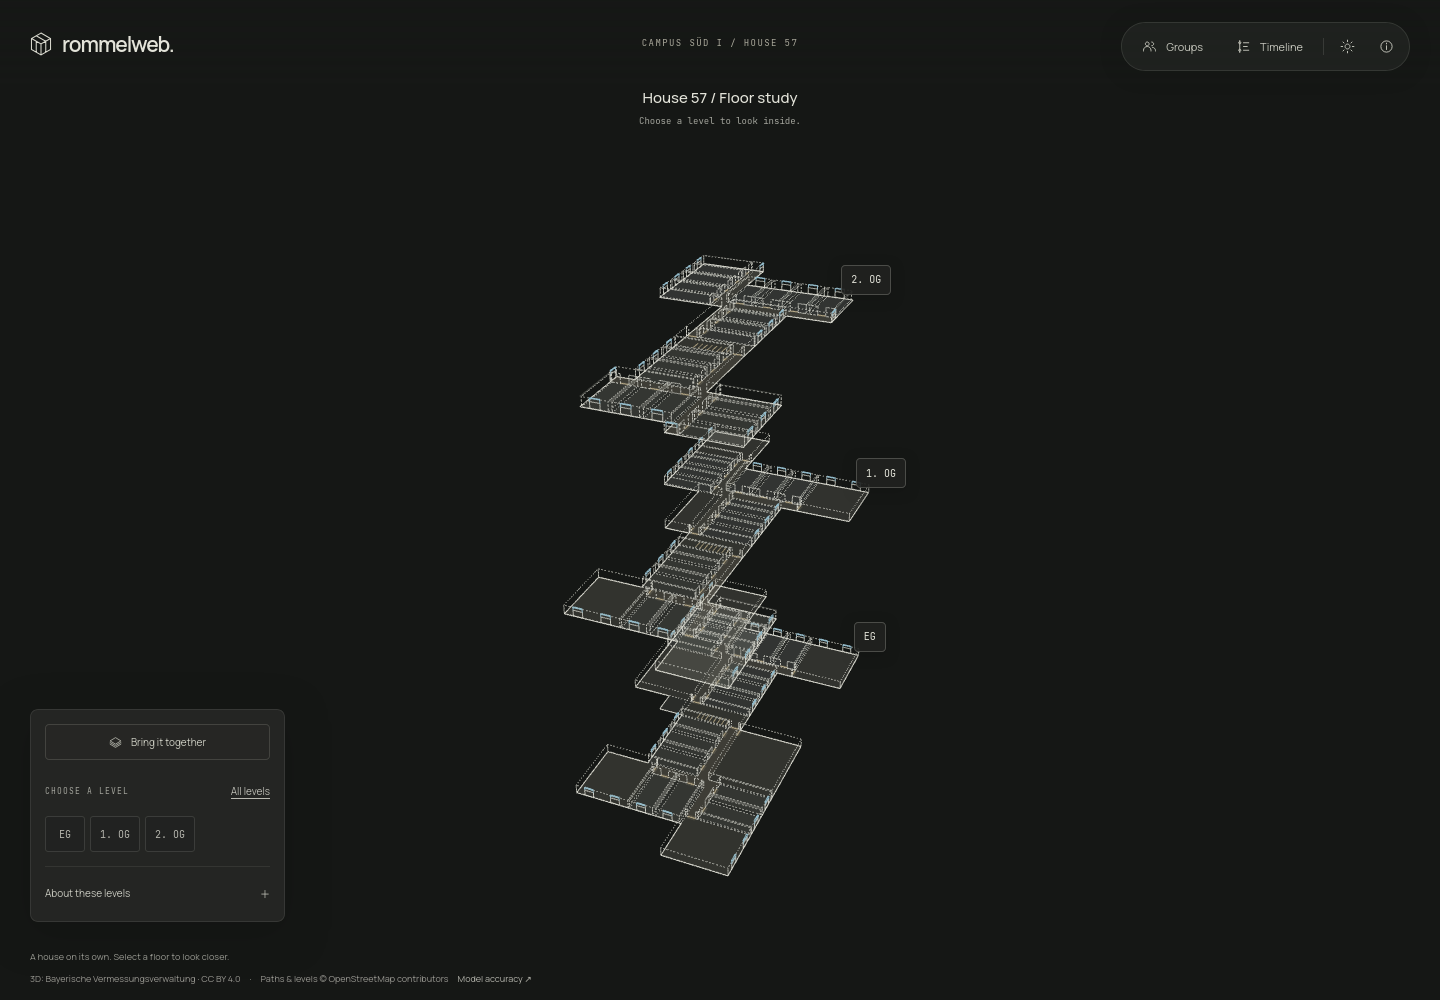 rommelweb.
CAMPUS SÜD I / HOUSE 57
Groups
Timeline
House 57 / Floor study
Choose a level to look inside.
2. OG
1. OG
EG
Bring it together
CHOOSE A LEVEL
All levels
EG
1. OG
2. OG
About these levels
A house on its own. Select a floor to look closer.
3D: Bayerische Vermessungsverwaltung · CC BY 4.0 · Paths & levels © OpenStreetMap contributors Model accuracy ↗